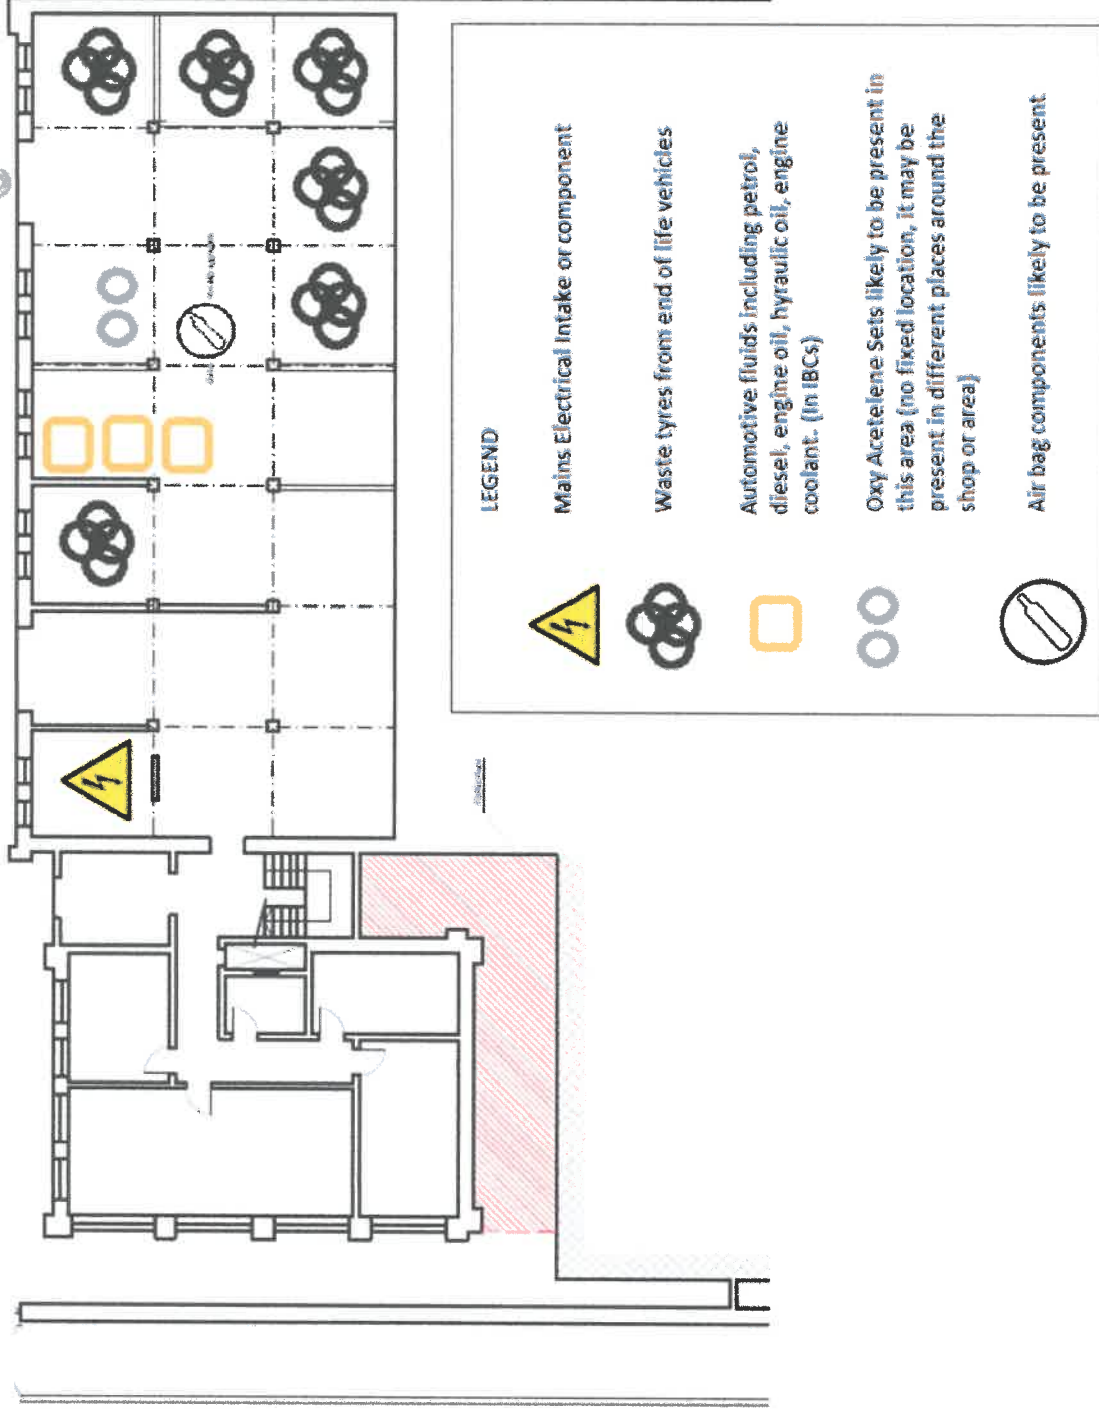 LEGEND
Mains Electrical Intake or component
Waste tyres from end of life vehicles
Automotive fluids including petrol,
diesel, engine oil, hyraulic oil, engine
coolant. (In IBCs)
Oxy Acetelene Sets likely to be present in
this area (no fixed location, it may be
present in different places around the
shop or area)
Air bag components likely to be present